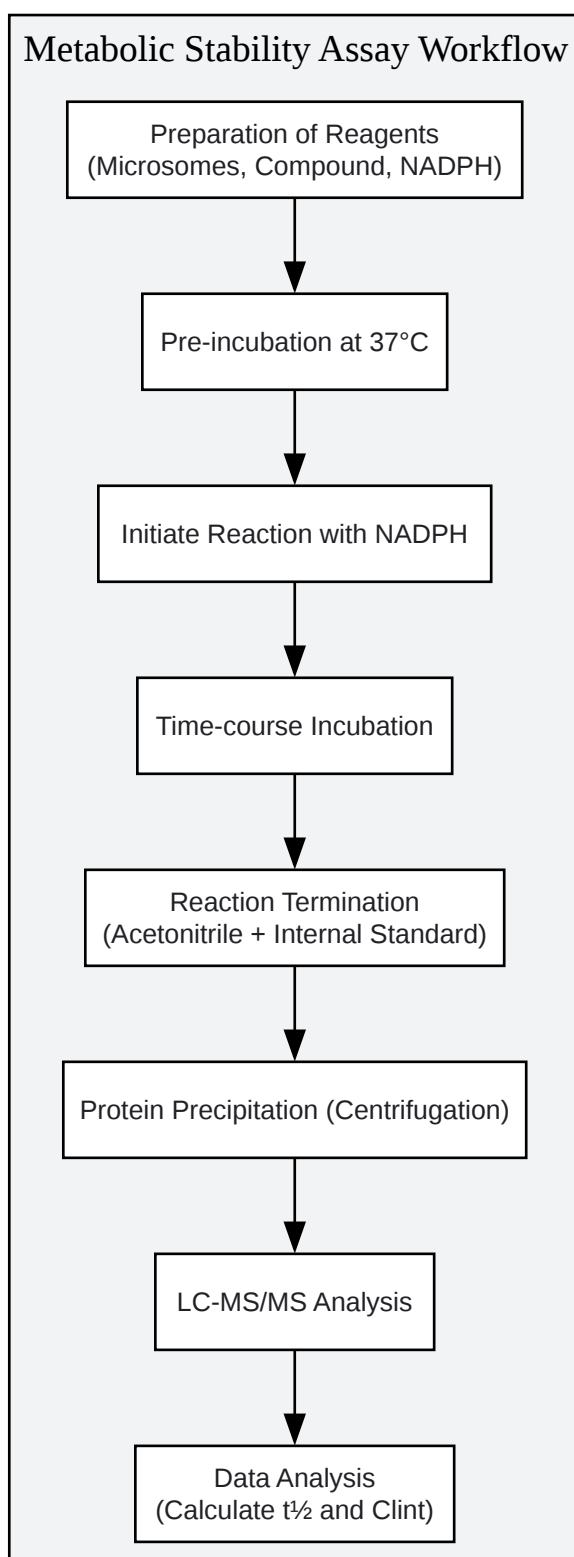 Metabolic Stability Assay Workflow
Preparation of Reagents
(Microsomes, Compound, NADPH)
Pre-incubation at 37°C
Initiate Reaction with NADPH
Time-course Incubation
Reaction Termination
(Acetonitrile + Internal Standard)
Protein Precipitation (Centrifugation)
LC-MS/MS Analysis
Data Analysis
(Calculate t½ and Clint)